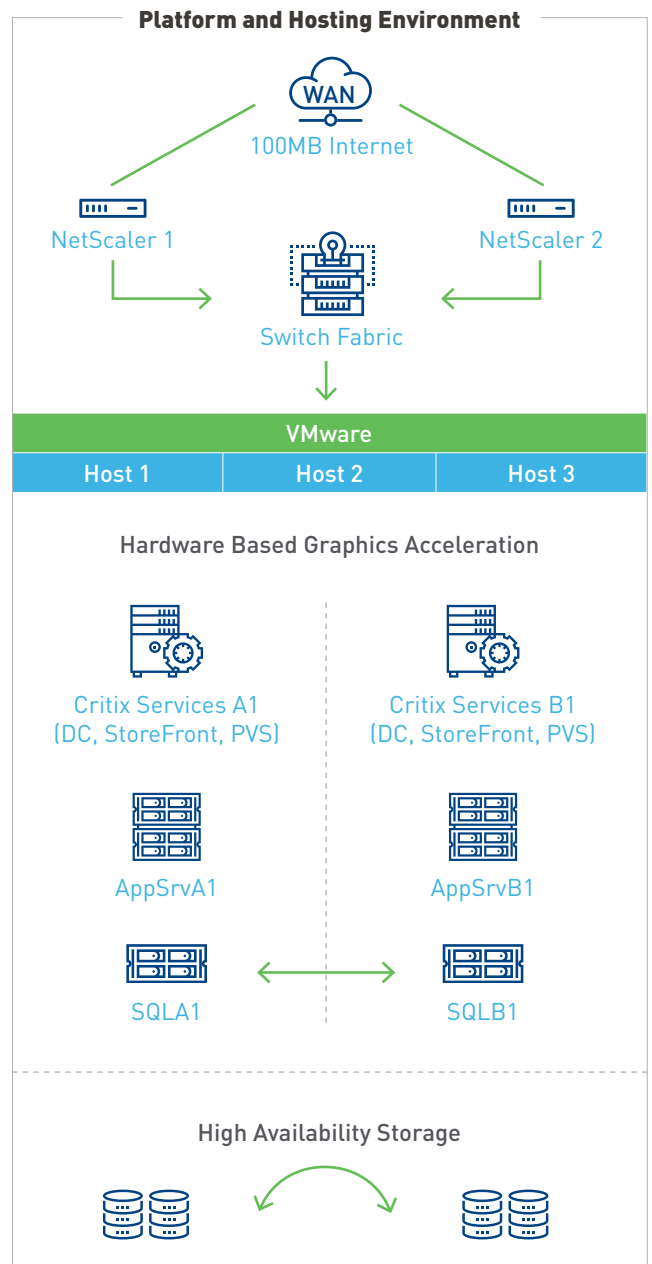 Platform and Hosting Environment
WAN
100MB Internet
NetScaler 1
NetScaler 2
Switch Fabric
VMware
Host 1
Host 2
Host 3
Hardware Based Graphics Acceleration
Critix Services A1
(DC, StoreFront, PVS)
Critix Services B1
(DC, StoreFront, PVS)
AppSrvA1
AppSrvB1
SQLA1
SQLB1
High Availability Storage